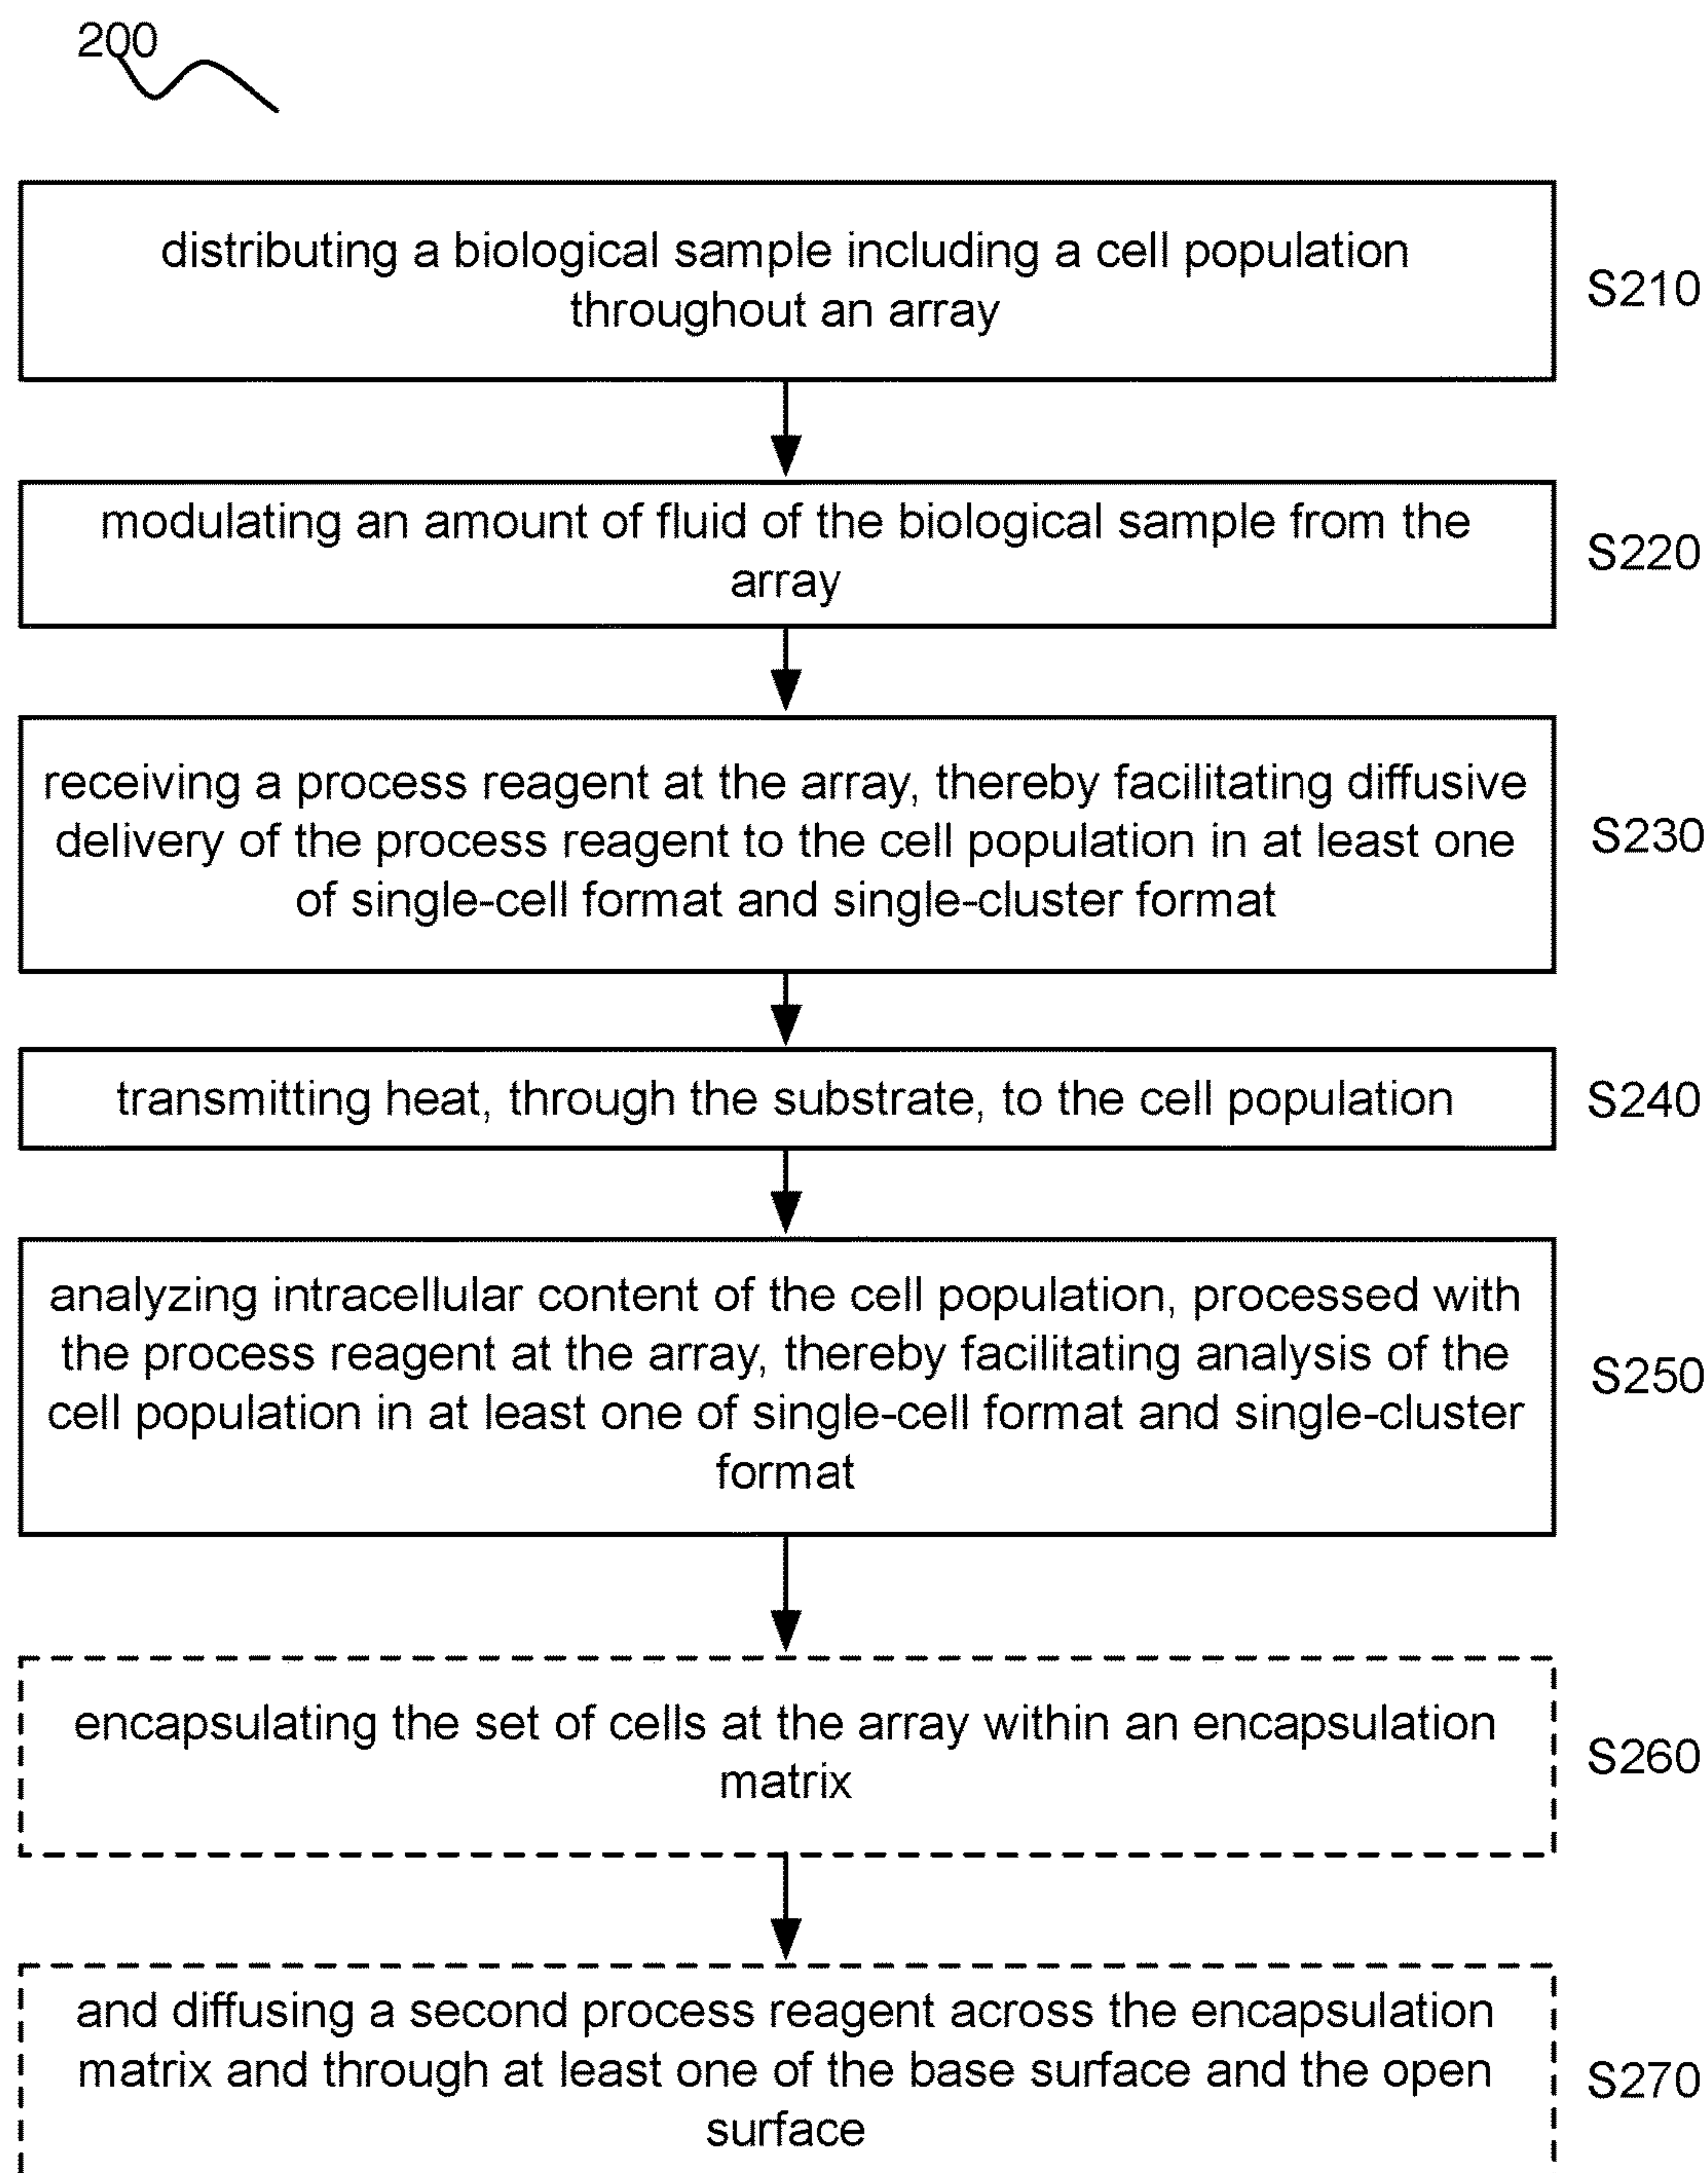 200
distributing a biological sample including a cell population
throughout an array
S210
modulating an amount of fluid of the biological sample from the
array
S220
receiving a process reagent at the array, thereby facilitating diffusive
delivery of the process reagent to the cell population in at least one
of single-cell format and single-cluster format
S230
transmitting heat, through the substrate, to the cell population
S240
analyzing intracellular content of the cell population, processed with
the process reagent at the array, thereby facilitating analysis of the
cell population in at least one of single-cell format and single-cluster
format
S250
encapsulating the set of cells at the array within an encapsulation
matrix
S260
and diffusing a second process reagent across the encapsulation
matrix and through at least one of the base surface and the open
surface
S270